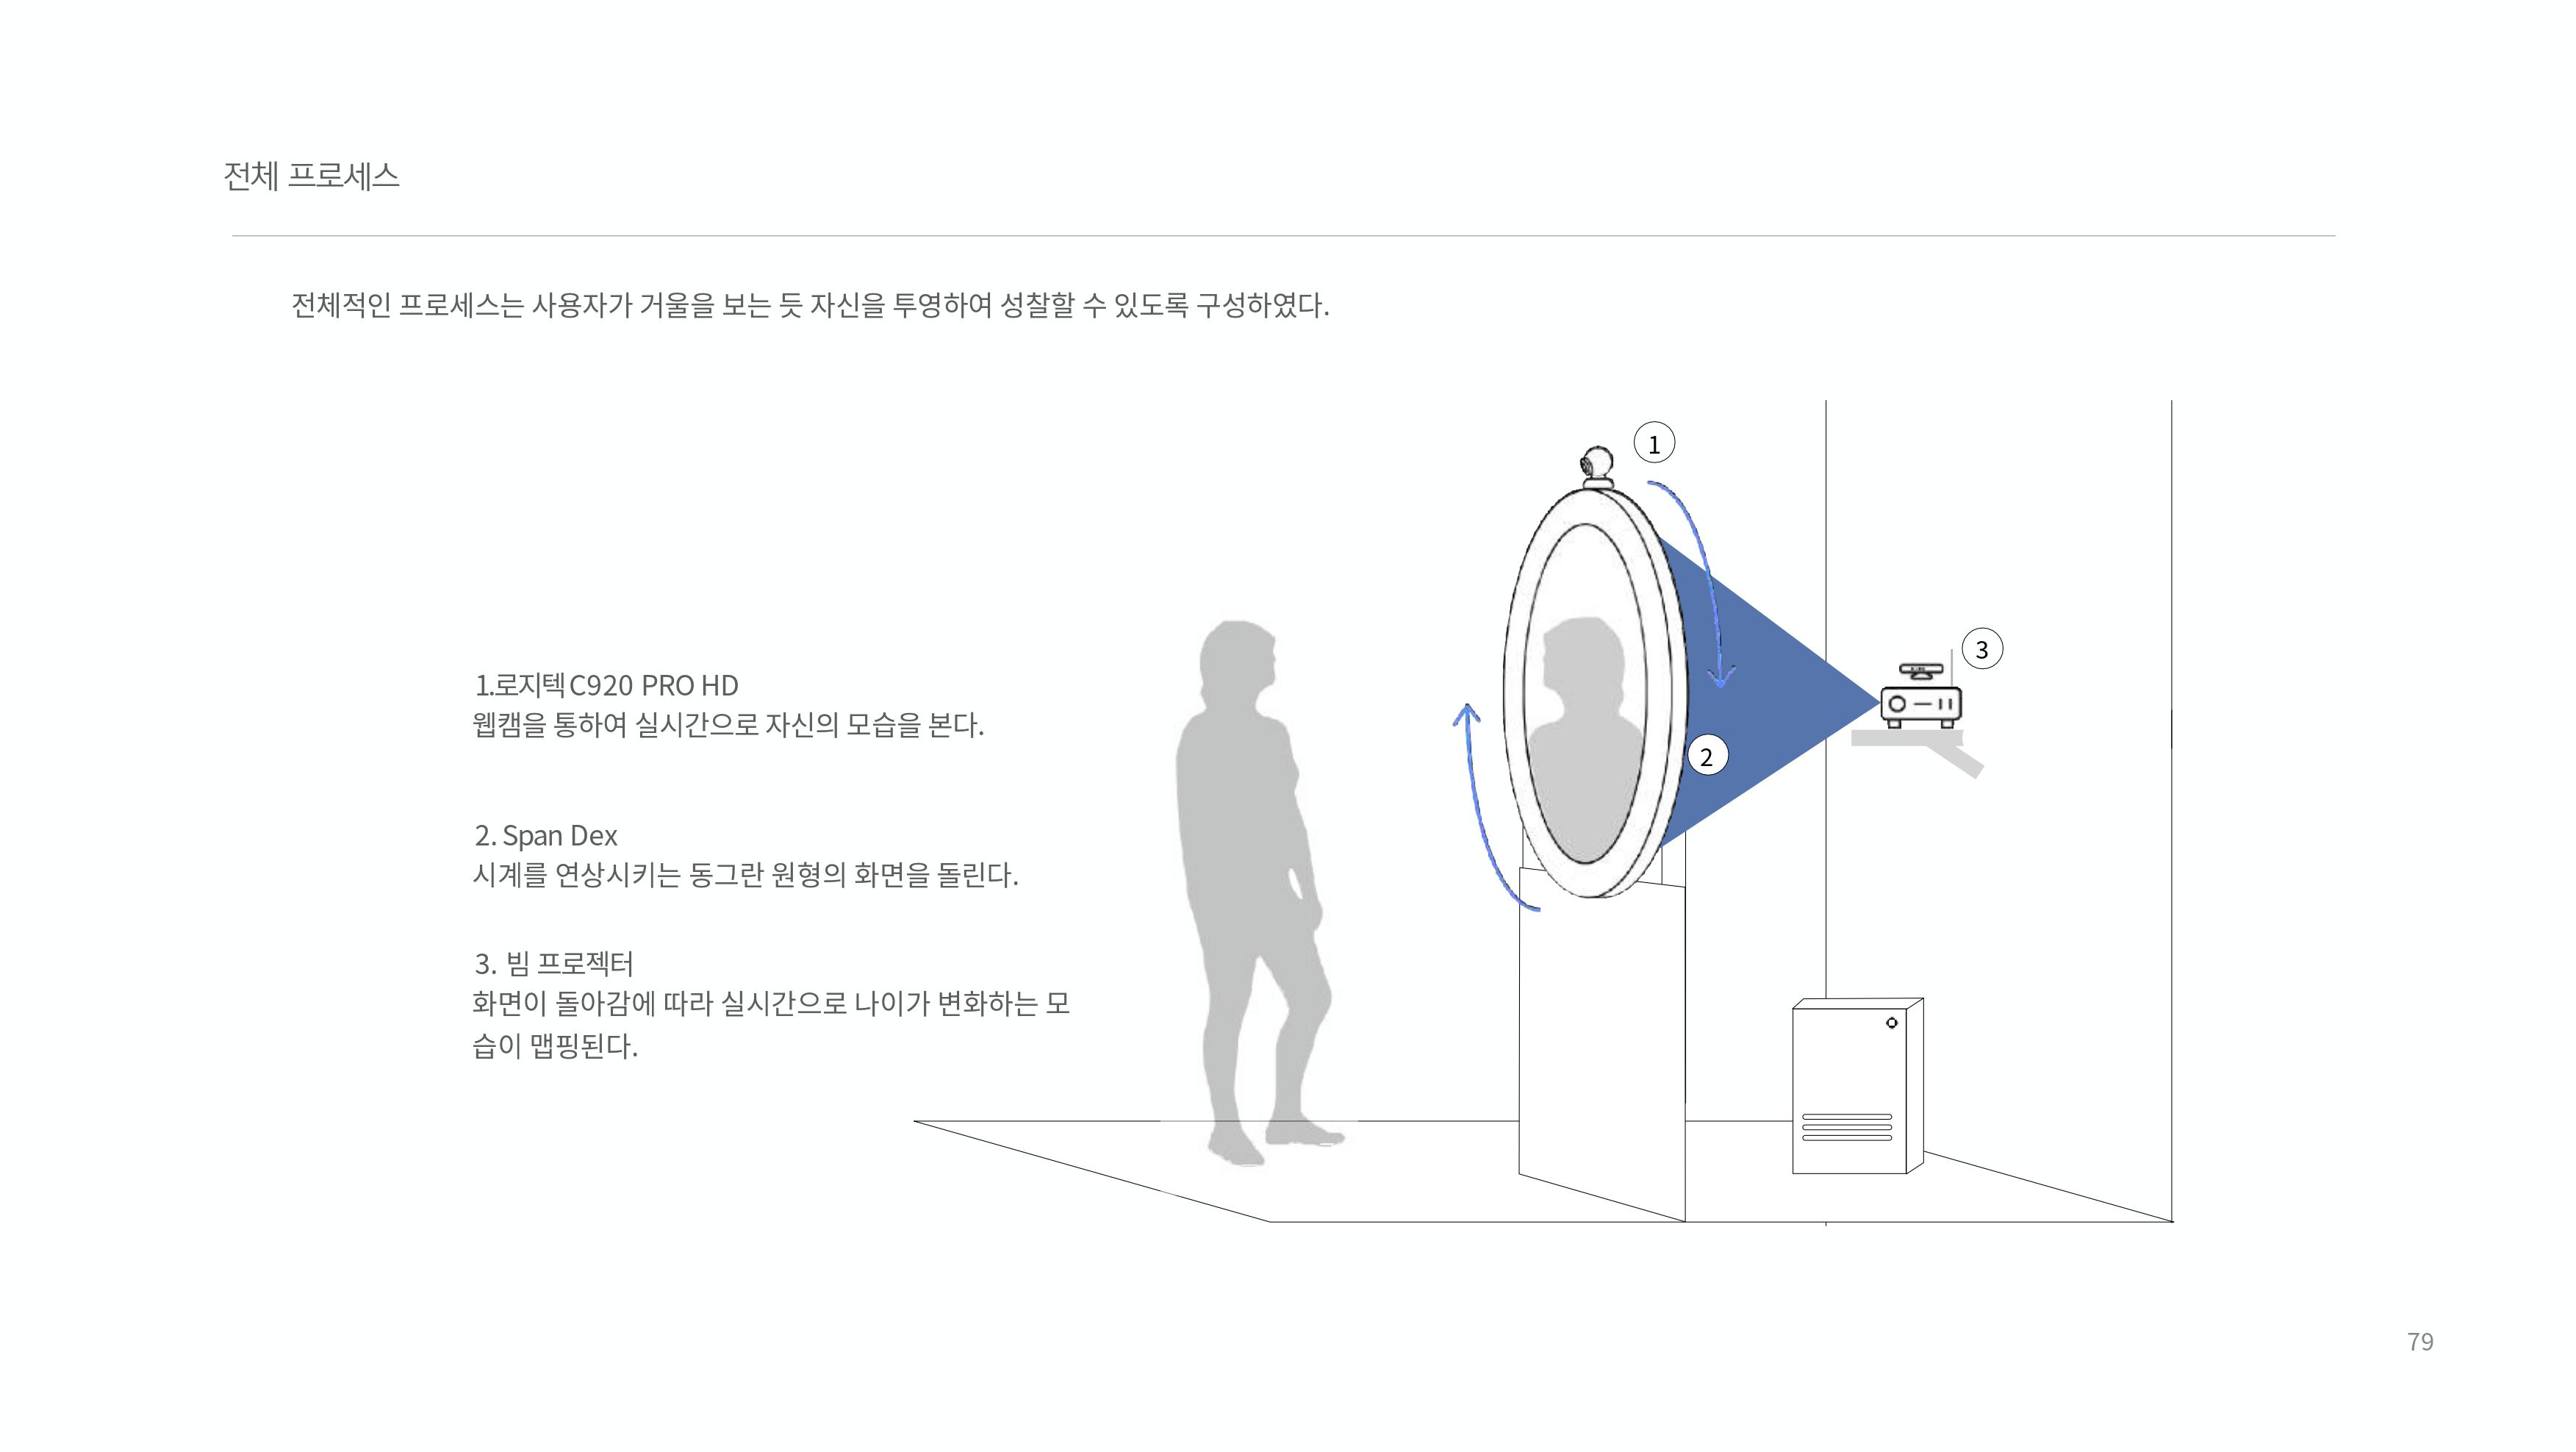 전체 프로세스
전체적인 프로세스는 사용자가 거울을 보는 듯 자신을 투영하여 성찰할 수 있도록 구성하였다.
1
3
1.로지텍 C920 PRO HD
웹캠을 통하여 실시간으로 자신의 모습을 본다.
2
2. Span Dex
시계를 연상시키는 동그란 원형의 화면을 돌린다.
3. 빔 프로젝터
화면이 돌아감에 따라 실시간으로 나이가 변화하는 모
습이 맵핑된다.
79